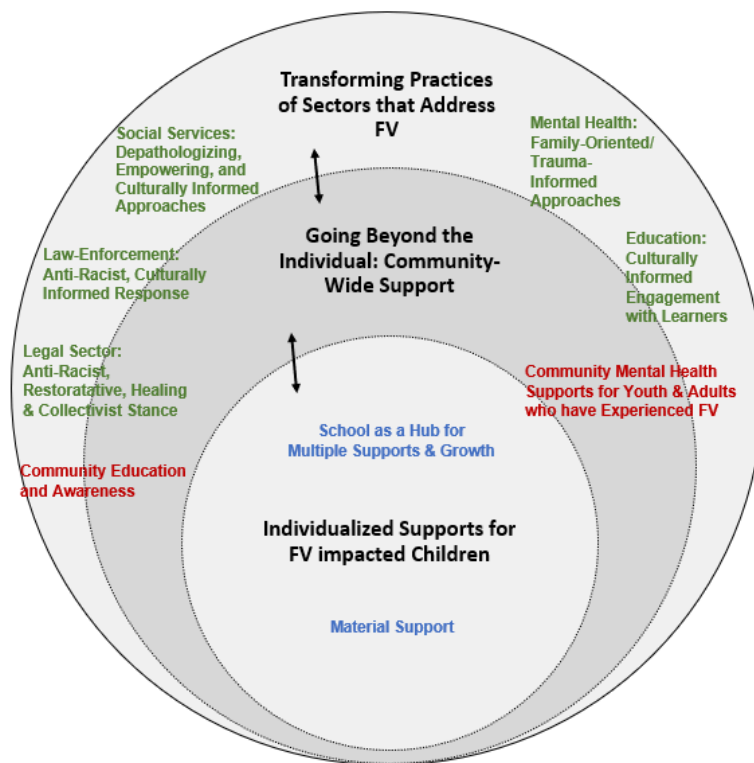 Transforming Practices
of Sectors that Address
FV
Social Services:
Depathologizing,
Empowering, and
Culturally Informed
Approaches
Mental Health:
Family-Oriented/
Trauma-
Informed
Approaches
Going Beyond the
Individual: Community-
Wide Support
Law-Enforcement:
Anti-Racist, Culturally
Informed Response
Education:
Culturally
Informed
Engagement
with Learners
Legal Sector:
Anti-Racist,
Restoratative, Healing
& Collectivist Stance
Community Mental Health
Supports for Youth & Adults
who have Experienced FV
School as a Hub for
Multiple Supports & Growth
Community Education
and Awareness
Individualized Supports for
FV impacted Children
Material Support